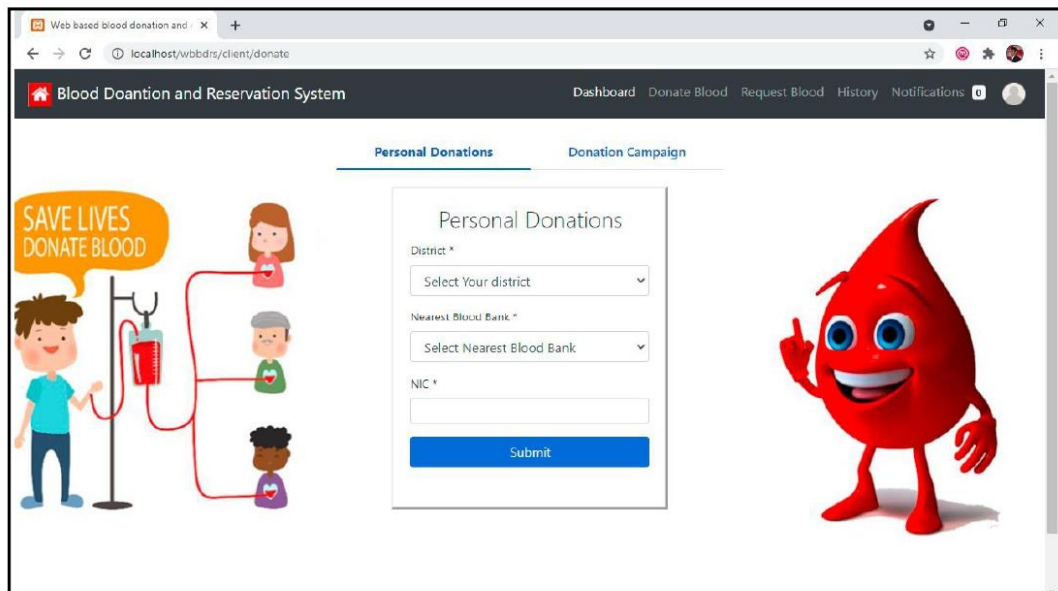 Web based blood donation and
localhost/wbbdrs/client/donate
Blood Doantion and Reservation System
Dashboard Donate Blood Request Blood History Notifications 0
Personal Donations Donation Campaign
SAVE LIVES
DONATE BLOOD
Personal Donations
District *
Select Your district
Nearest Blood Bank *
Select Nearest Blood Bank
NIC *
Submit